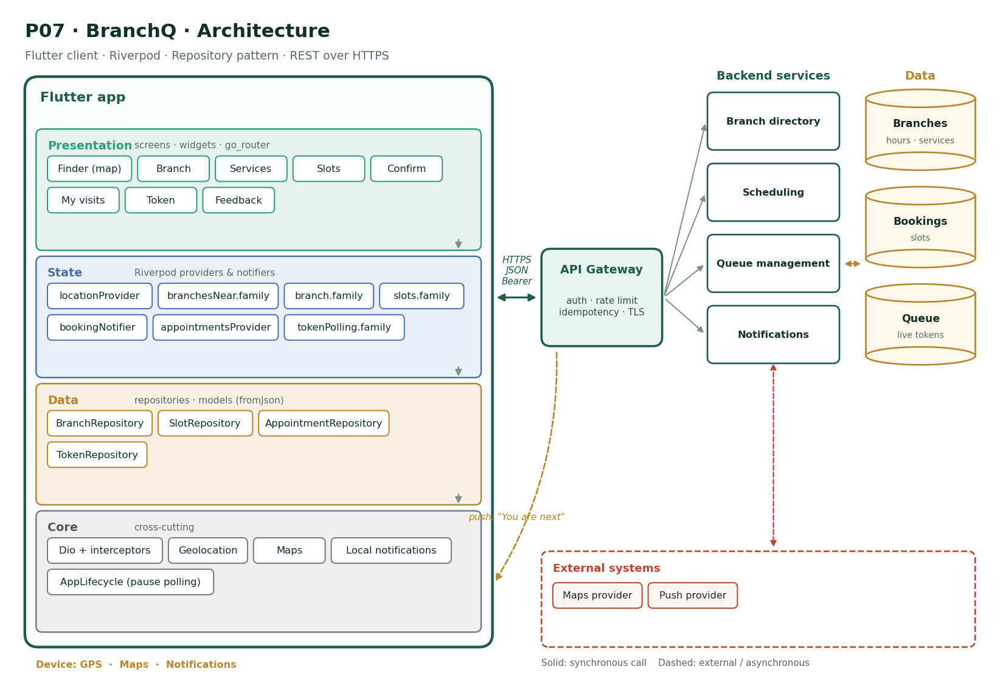 P07 · BranchQ · Architecture
Flutter client · Riverpod · Repository pattern · REST over HTTPS
Flutter app
Presentation screens · widgets · go_router
Finder (map) Branch Services Slots Confirm
My visits Token Feedback
State Riverpod providers & notifiers
locationProvider branchesNear.family branch.family slots.family
bookingNotifier appointmentsProvider tokenPolling.family
Data repositories · models (fromJson)
BranchRepository SlotRepository AppointmentRepository
TokenRepository
Core cross-cutting
Dio + interceptors Geolocation Maps Local notifications
AppLifecycle (pause polling)
Device: GPS · Maps · Notifications
HTTPS
JSON
Bearer
API Gateway
auth · rate limit
idempotency · TLS
push: "You are next"
Backend services
Branch directory
Scheduling
Queue management
Notifications
Data
Branches
hours · services
Bookings
slots
Queue
live tokens
External systems
Maps provider Push provider
Solid: synchronous call Dashed: external / asynchronous